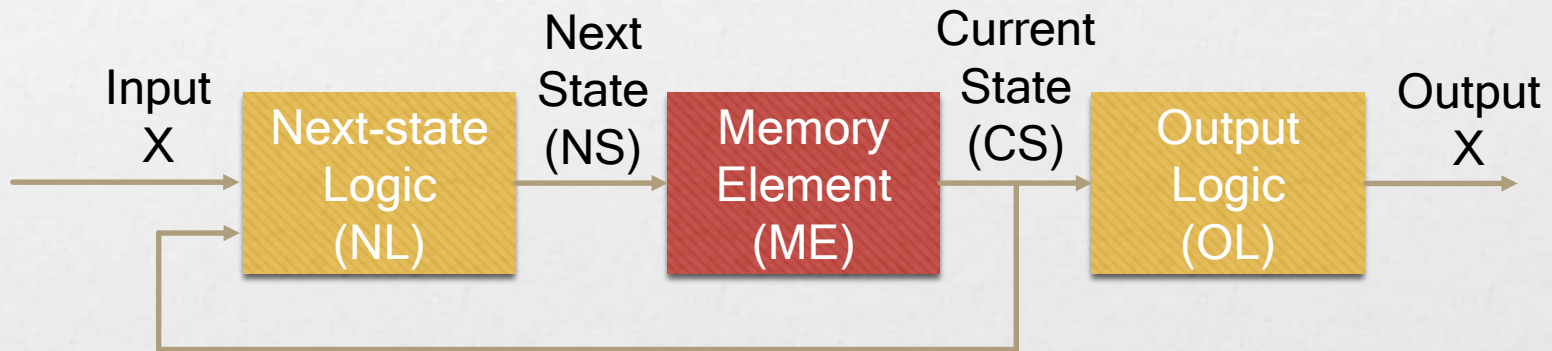 Input
X
Next-state
Logic
(NL)
Next
State
(NS)
Memory
Element
(ME)
Current
State
(CS)
Output
Logic
(OL)
Output
X